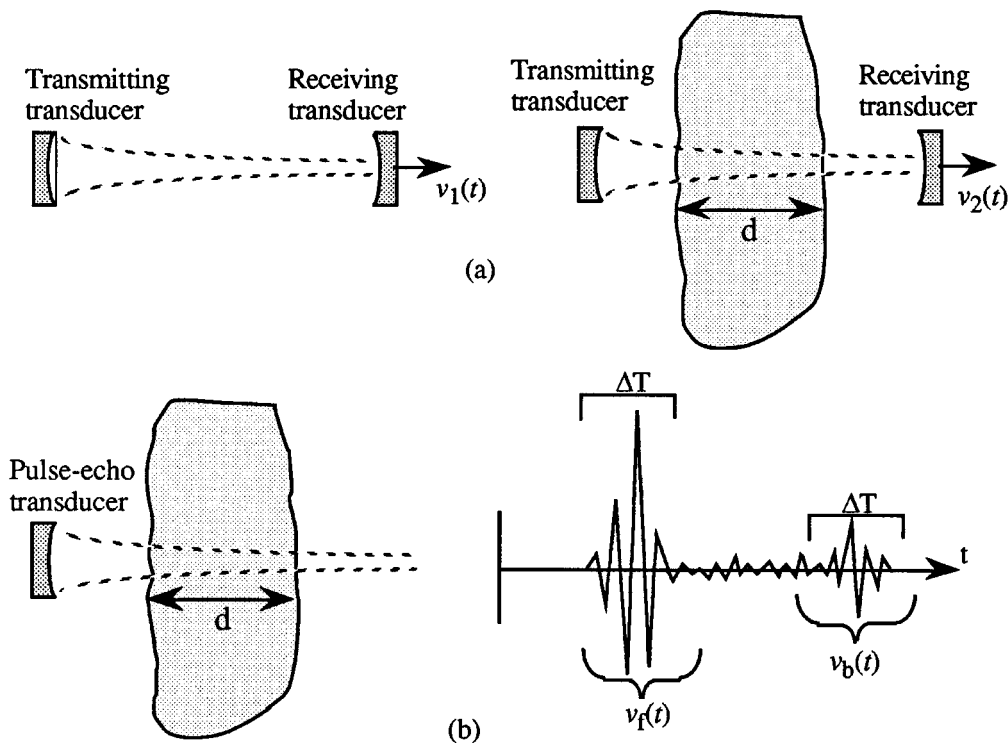 Transmitting
transducer
Receiving
transducer
v1(t)
Transmitting
transducer
Receiving
transducer
v2(t)
d
(a)
Pulse-echo
transducer
d
ΔT
ΔT
t
vf(t)
vb(t)
(b)